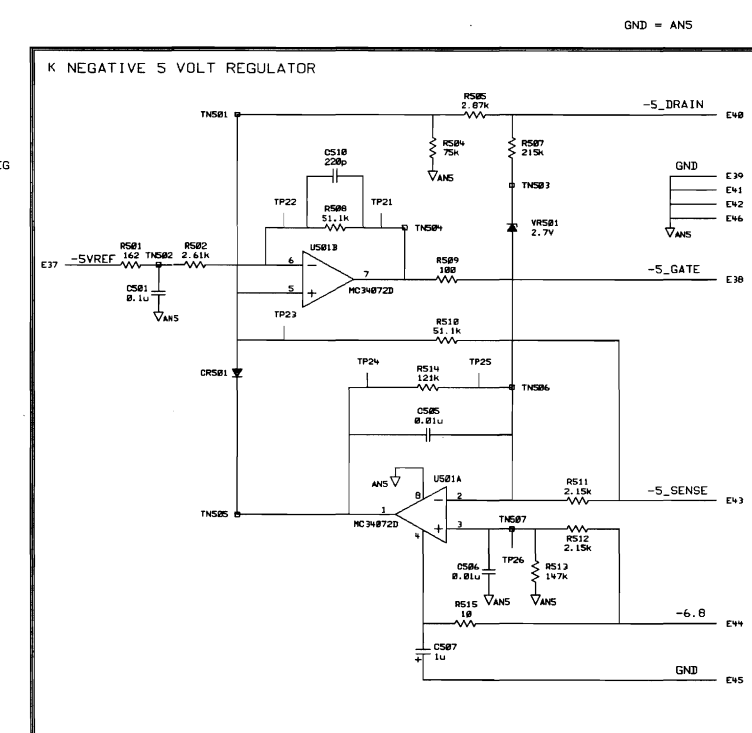 GND = AN5
K NEGATIVE 5 VOLT REGULATOR
R505
2.87k
-5_DRAIN
E40
TN501
R504
75k
AN5
R507
215k
C510
220p
GND
E39
E41
E42
E46
AN5
EG
TN503
TP22
TP21
R508
51.1k
TN504
VR501
2.7V
U501B
R501
162
TN502
R502
2.61k
E37
-5VREF
6
5
7
R509
100
-5_GATE
E38
C501
0.1u
MC34072D
AN5
TP23
R510
51.1k
TP24
R514
121k
TP25
CR501
TN506
C505
0.01u
U501A
AN5
8
R511
2.15k
-5_SENSE
2
E43
TN505
1
MC34072D
TN507
3
4
R512
2.15k
TP26
C506
0.01u
R513
147k
AN5
AN5
R515
10
-6.8
E44
C507
1u
GND
E45